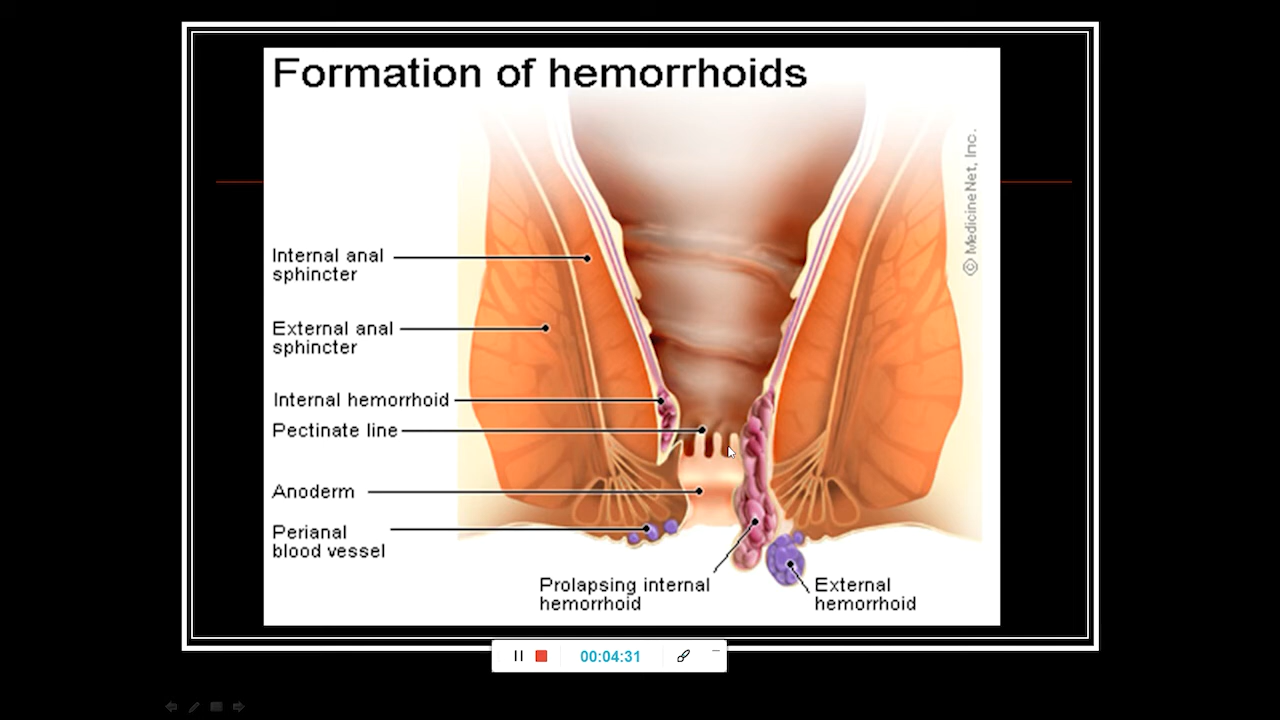 Formation of hemorrhoids
© MedicineNet, Inc.
Internal anal
sphincter
External anal
sphincter
Internal hemorrhoid
Pectinate line
Anoderm
Perianal
blood vessel
Prolapsing internal
hemorrhoid
External
hemorrhoid
00:04:31